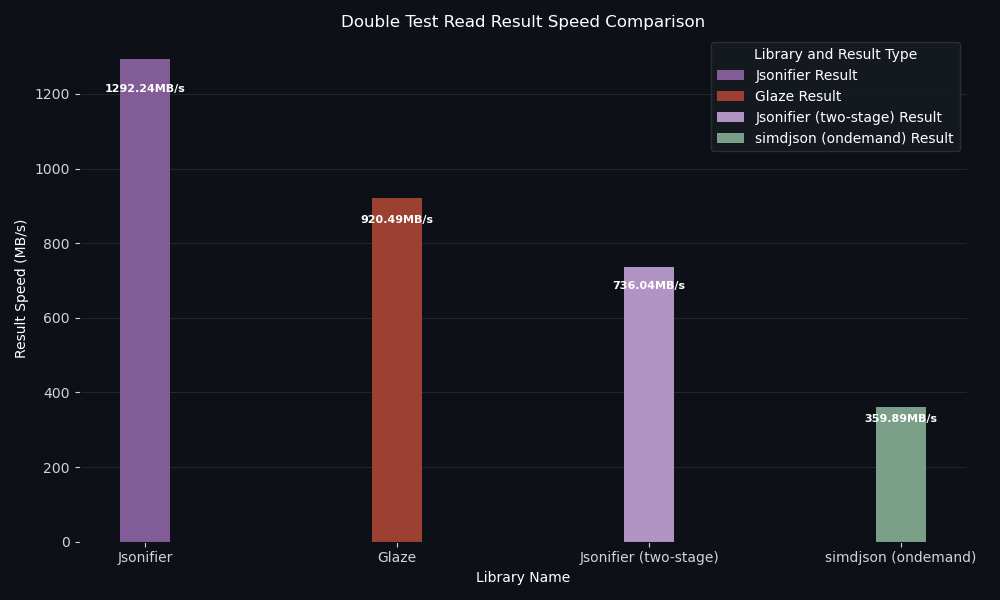 Double Test Read Result Speed Comparison
Library and Result Type
Jsonifier Result
Glaze Result
Jsonifier (two-stage) Result
simdjson (ondemand) Result
1292.24MB/s
920.49MB/s
736.04MB/s
359.89MB/s
Result Speed (MB/s)
1200
1000
800
600
400
200
0
Jsonifier
Glaze
Jsonifier (two-stage)
simdjson (ondemand)
Library Name